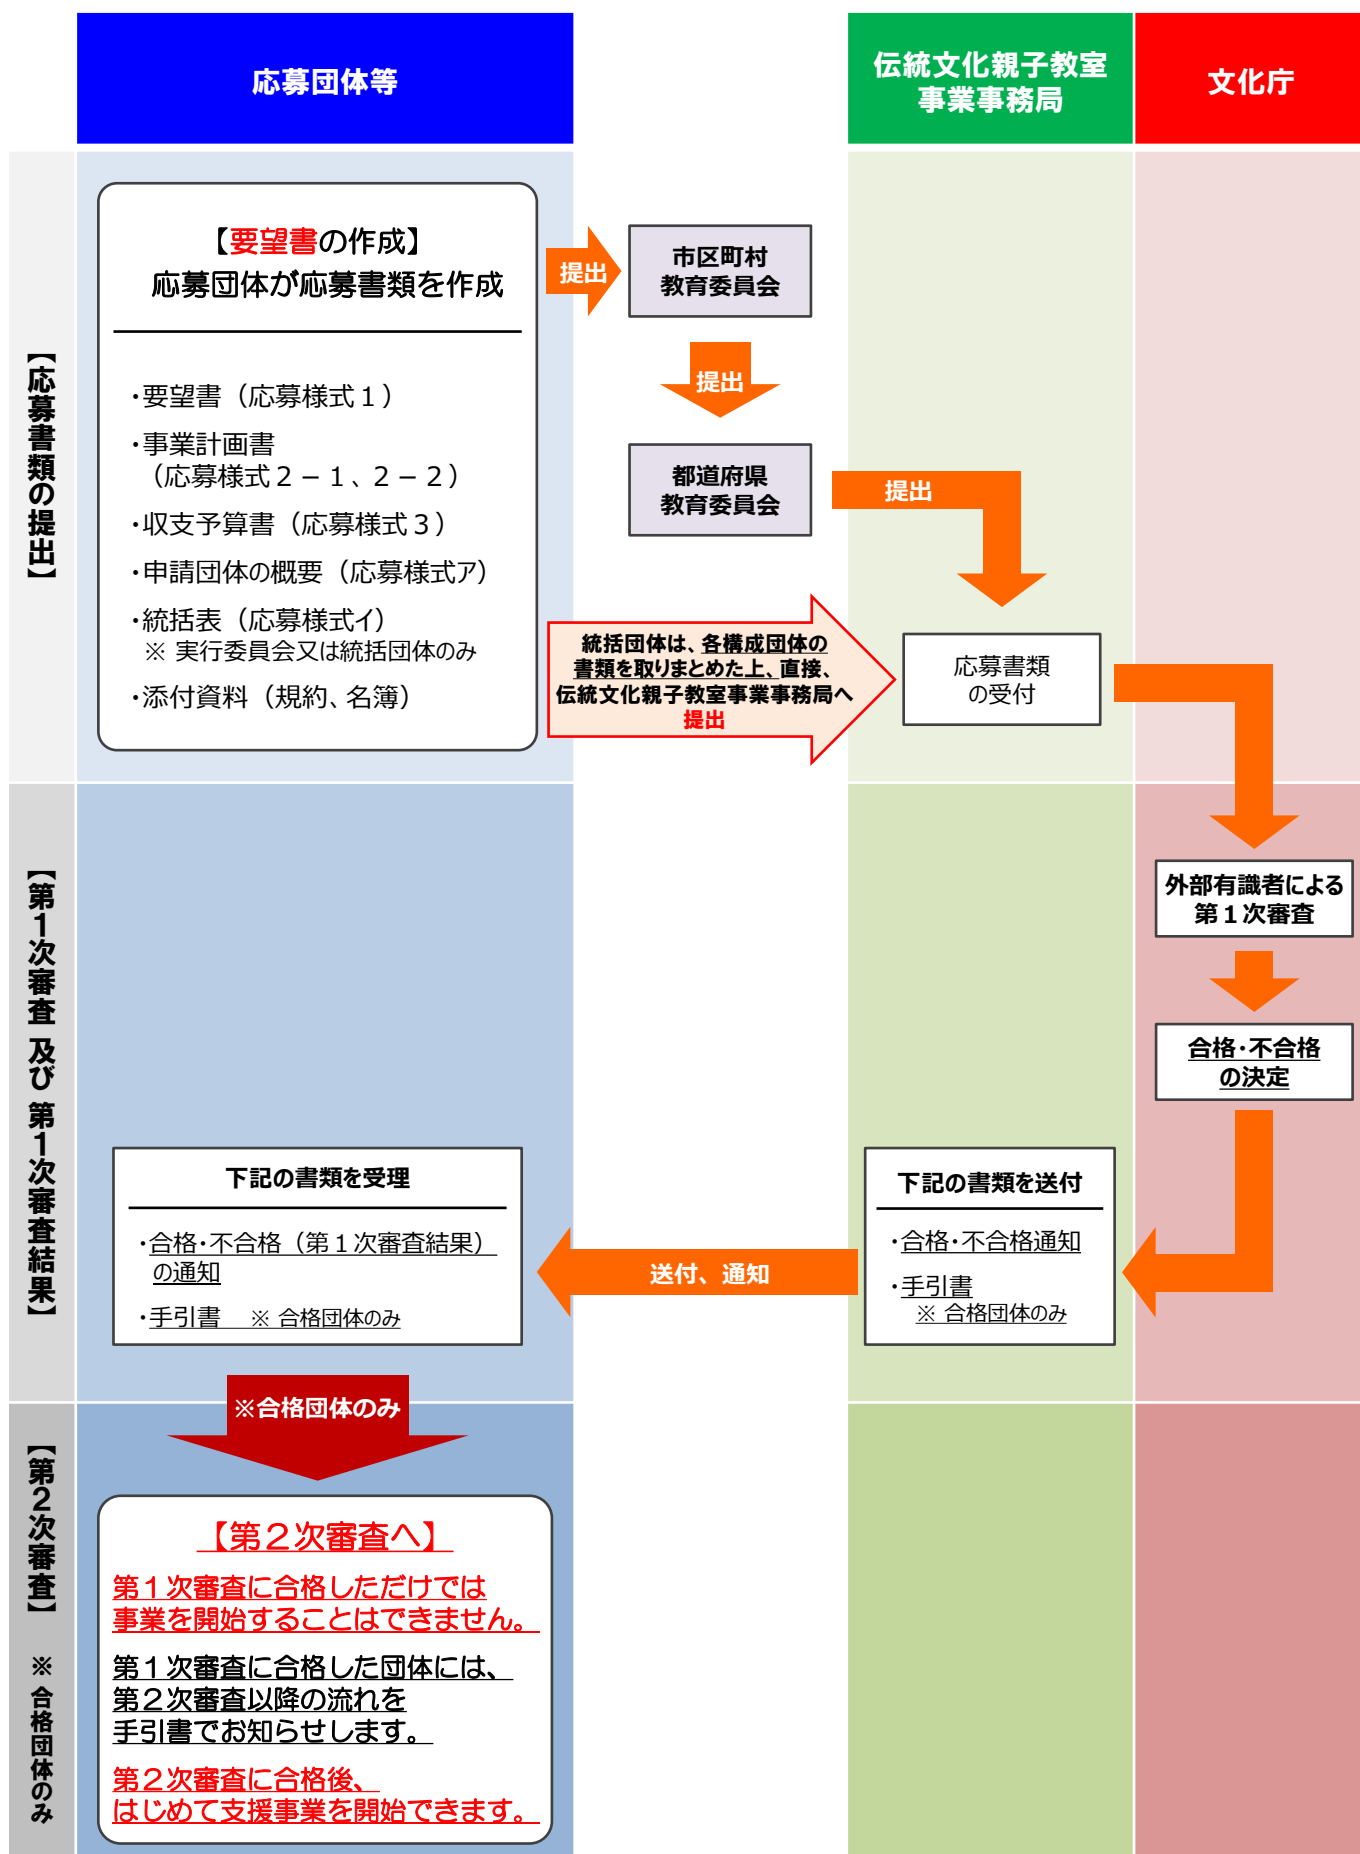 応募団体等
伝統文化親子教室
事業事務局
文化庁
【応募書類の提出】
【要望書の作成】
応募団体が応募書類を作成
・要望書（応募様式１）
・事業計画書
（応募様式２－１、２－２）
・収支予算書（応募様式３）
・申請団体の概要（応募様式ア）
・統括表（応募様式イ）
※ 実行委員会又は統括団体のみ
・添付資料（規約、名簿）
提出
市区町村
教育委員会
提出
都道府県
教育委員会
提出
統括団体は、各構成団体の
書類を取りまとめた上、直接、
伝統文化親子教室事業事務局へ
提出
応募書類
の受付
【第１次審査 及び 第１次審査結果】
外部有識者による
第１次審査
合格・不合格
の決定
下記の書類を送付
・合格・不合格通知
・手引書
※ 合格団体のみ
送付、通知
下記の書類を受理
・合格・不合格（第１次審査結果）
の通知
・手引書　※ 合格団体のみ
※合格団体のみ
【第２次審査】 ※ 合格団体のみ
【第２次審査へ】
第１次審査に合格しただけでは
事業を開始することはできません。
第１次審査に合格した団体には、
第２次審査以降の流れを
手引書でお知らせします。
第２次審査に合格後、
はじめて支援事業を開始できます。